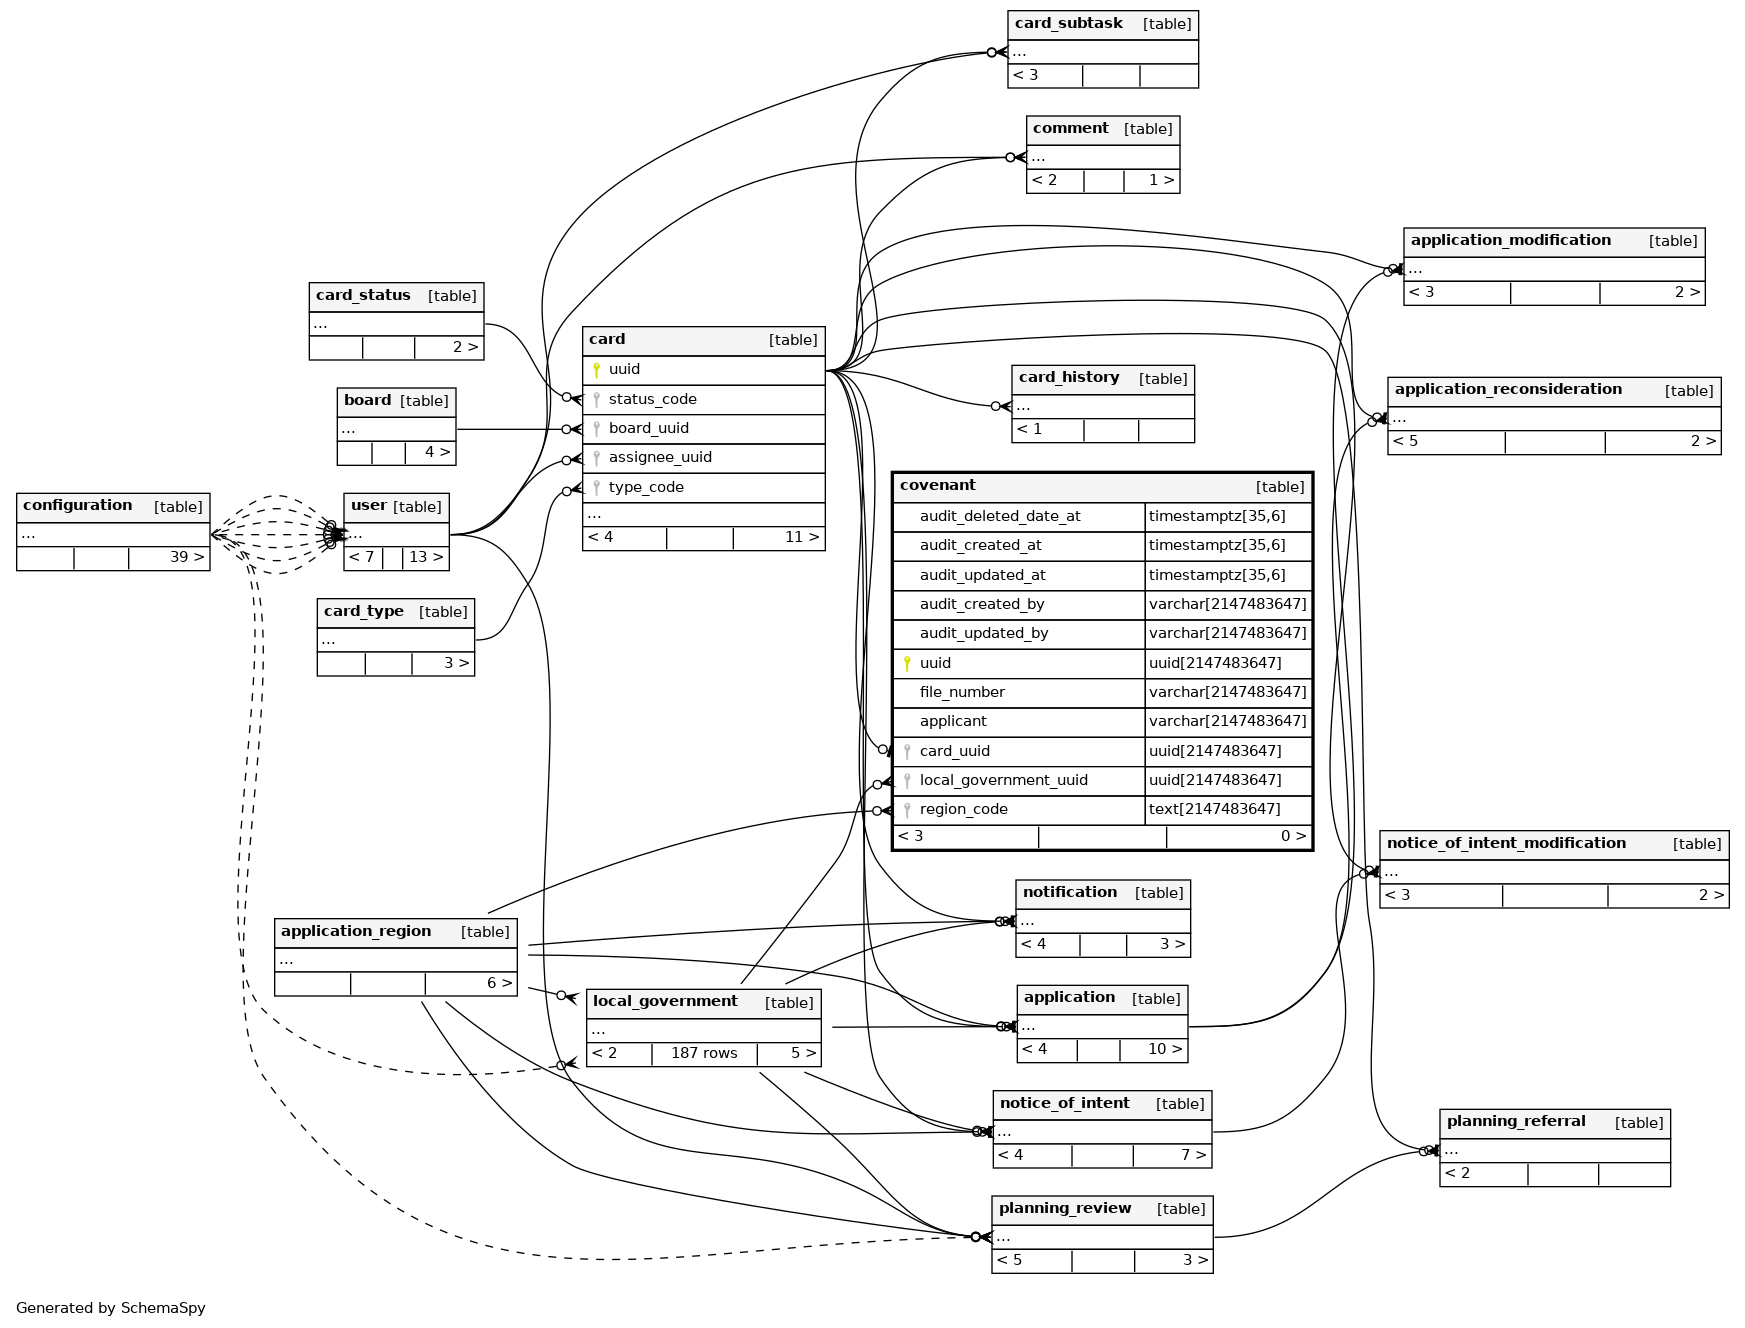 card_subtask [table]
...
< 3
comment [table]
...
< 2 1 >
application_modification [table]
...
< 3 2 >
card_status [table]
...
2 >
card [table]
uuid
status_code
board_uuid
assignee_uuid
type_code
...
< 4 11 >
card_history [table]
...
< 1
application_reconsideration [table]
...
< 5 2 >
board [table]
...
4 >
configuration [table]
...
39 >
user [table]
...
< 7 13 >
card_type [table]
...
3 >
covenant [table]
audit_deleted_date_at timestamptz[35,6]
audit_created_at timestamptz[35,6]
audit_updated_at timestamptz[35,6]
audit_created_by varchar[2147483647]
audit_updated_by varchar[2147483647]
uuid uuid[2147483647]
file_number varchar[2147483647]
applicant varchar[2147483647]
card_uuid uuid[2147483647]
local_government_uuid uuid[2147483647]
region_code text[2147483647]
< 3 0 >
notice_of_intent_modification [table]
...
< 3 2 >
notification [table]
...
< 4 3 >
application_region [table]
...
6 >
local_government [table]
...
< 2 187 rows 5 >
application [table]
...
< 4 10 >
notice_of_intent [table]
...
< 4 7 >
planning_referral [table]
...
< 2
planning_review [table]
...
< 5 3 >
Generated by SchemaSpy